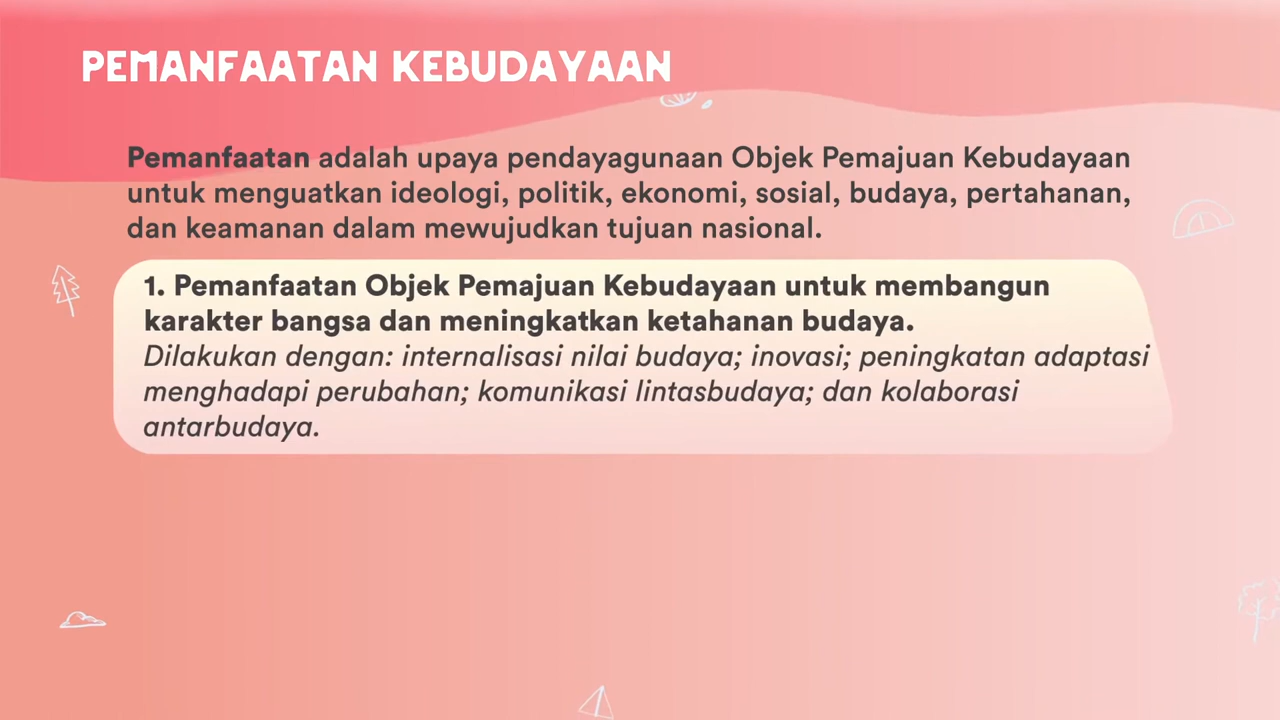 PEMANFAATAN KEBUDAYAAN
Pemanfaatan adalah upaya pendayagunaan Objek Pemajuan Kebudayaan
untuk menguatkan ideologi, politik, ekonomi, sosial, budaya, pertahanan,
dan keamanan dalam mewujudkan tujuan nasional.
1. Pemanfaatan Objek Pemajuan Kebudayaan untuk membangun
karakter bangsa dan meningkatkan ketahanan budaya.
Dilakukan dengan: internalisasi nilai budaya; inovasi; peningkatan adaptasi
menghadapi perubahan; komunikasi lintasbudaya; dan kolaborasi
antarbudaya.